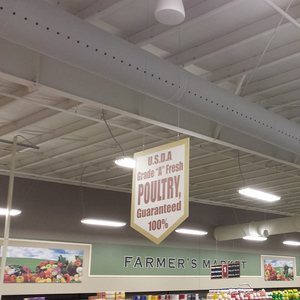 U.S.D.A
Grade "A" Fresh
POULTRY,
Guaranteed
100%
FARMER'S MARKET